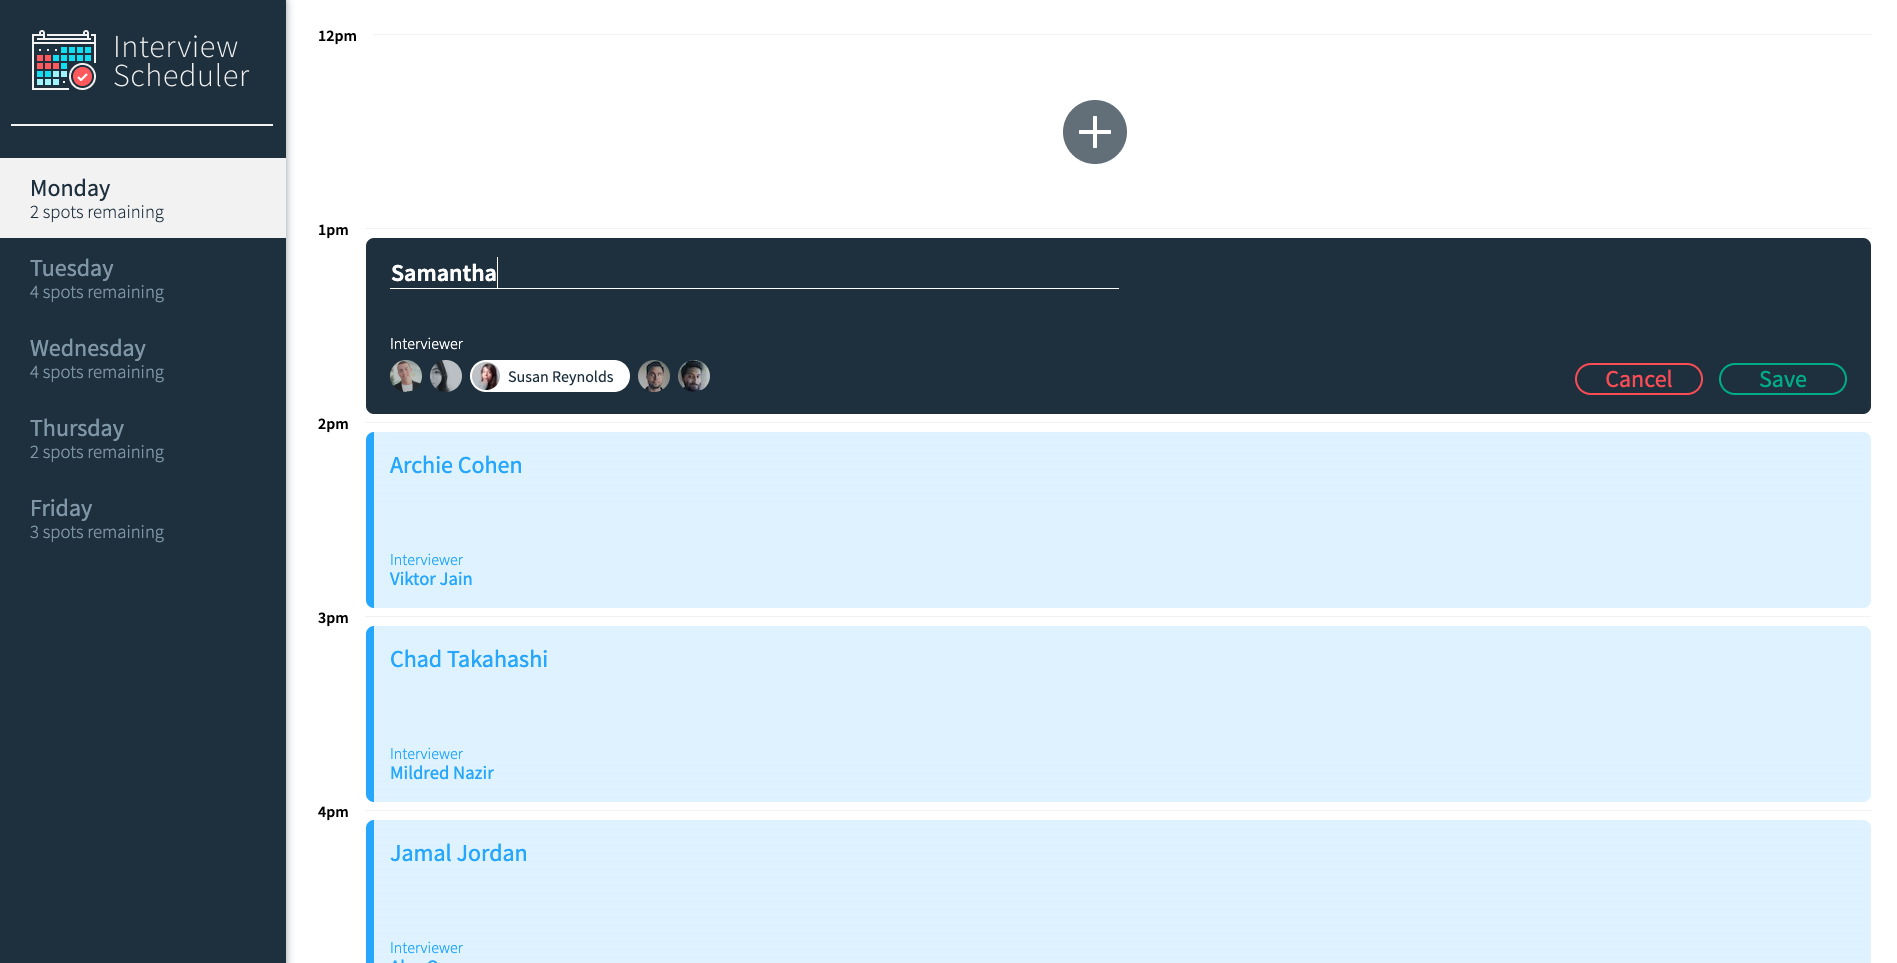 Interview
Scheduler
Monday
2 spots remaining
Tuesday
4 spots remaining
Wednesday
4 spots remaining
Thursday
2 spots remaining
Friday
3 spots remaining
12pm
1pm
Samantha
Interviewer
Susan Reynolds
Cancel
Save
2pm
Archie Cohen
Interviewer
Viktor Jain
3pm
Chad Takahashi
Interviewer
Mildred Nazir
4pm
Jamal Jordan
Interviewer